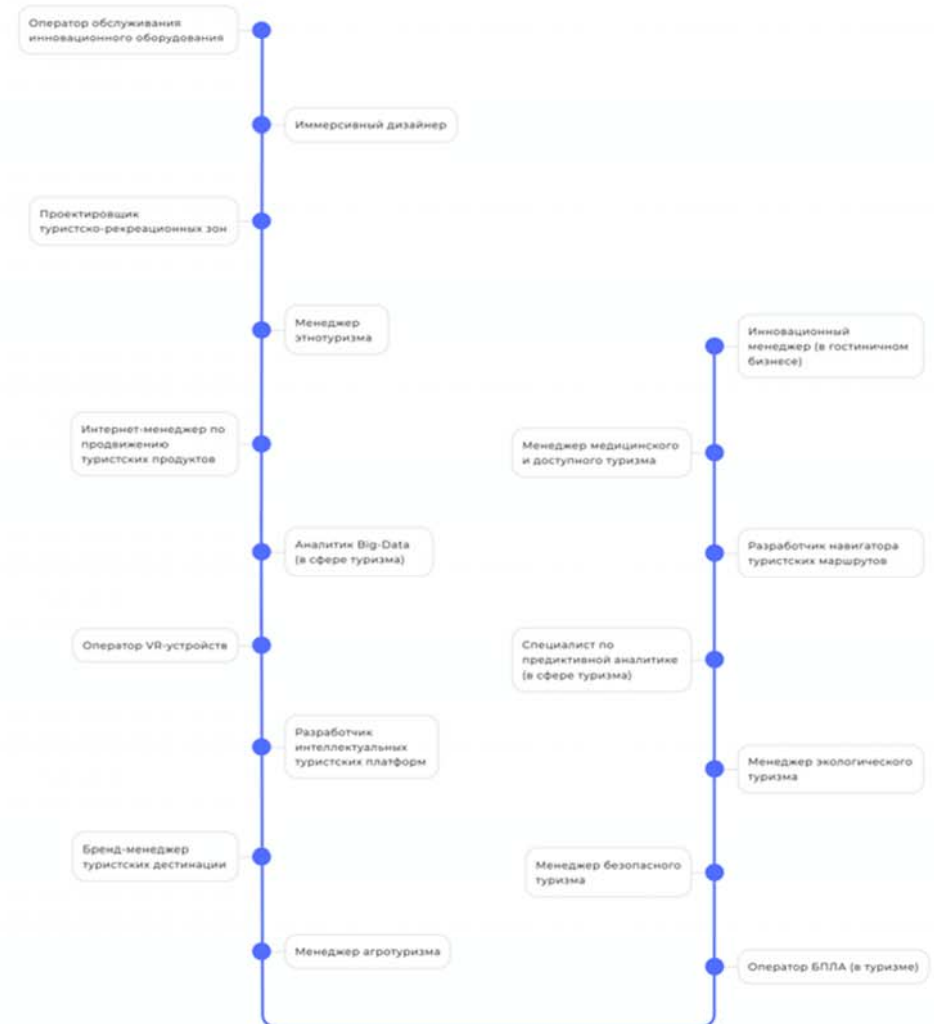 Оператор обслуживания
инновационного оборудования
Иммерсивный дизайнер
Проектировщик
туристско-рекреационных зон
Менеджер
этнотуризма
Интернет-менеджер по
продвижению
туристских продуктов
Аналитик Big-Data
(в сфере туризма)
Оператор VR-устройств
Разработчик
интеллектуальных
туристских платформ
Бренд-менеджер
туристских дестинации
Менеджер агротуризма
Инновационный
менеджер (в гостиничном
бизнесе)
Менеджер медицинского
и доступного туризма
Разработчик навигатора
туристских маршрутов
Специалист по
предиктивной аналитике
(в сфере туризма)
Менеджер экологического
туризма
Менеджер безопасного
туризма
Оператор БПЛА (в туризме)